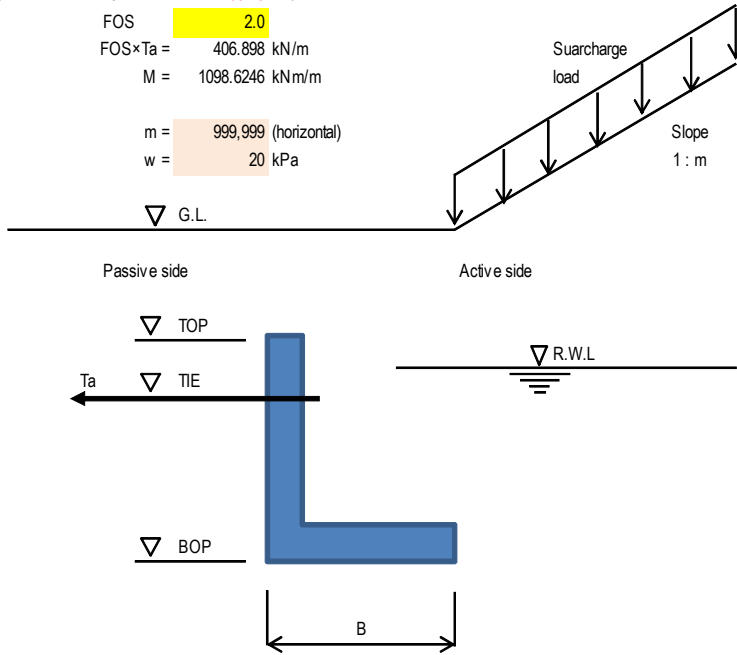 FOS 2.0
FOS×Ta = 406.898 kN/m
M = 1098.6246 kNm/m
m = 999,999 (horizontal)
w = 20 kPa
Suarcharge
load
Slope
1 : m
G.L.
Passive side
Active side
TOP
R.W.L
Ta
TIE
BOP
B